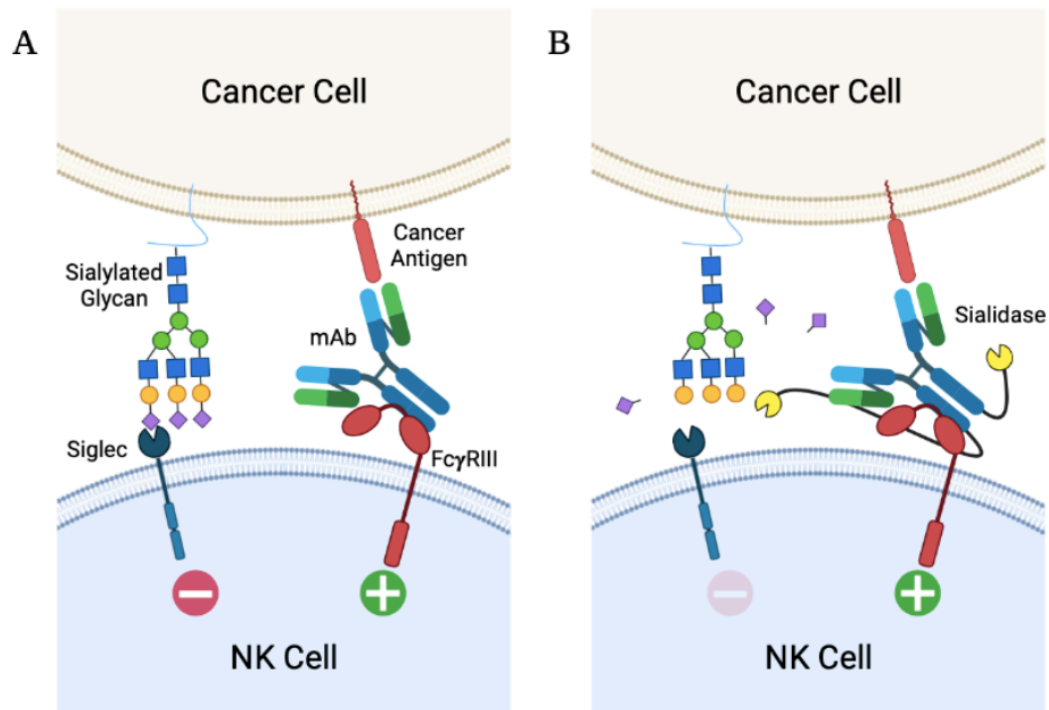 A
Cancer Cell
Sialylated
Glycan
Cancer
Antigen
mAb
Siglec
FcγRIII
NK Cell
B
Cancer Cell
Sialidase
NK Cell